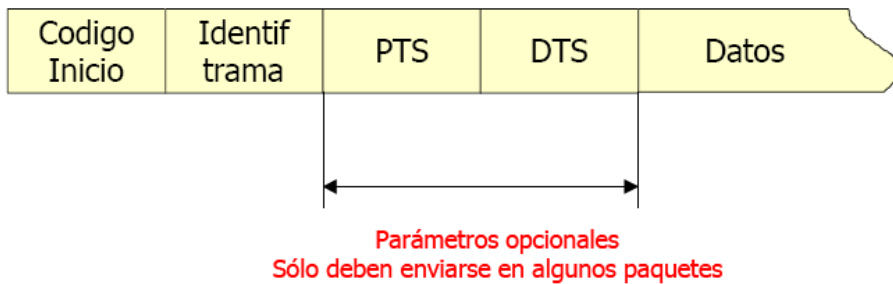 Codigo
Inicio
Identif
trama
PTS
DTS
Datos
Parámetros opcionales
Sólo deben enviarse en algunos paquetes